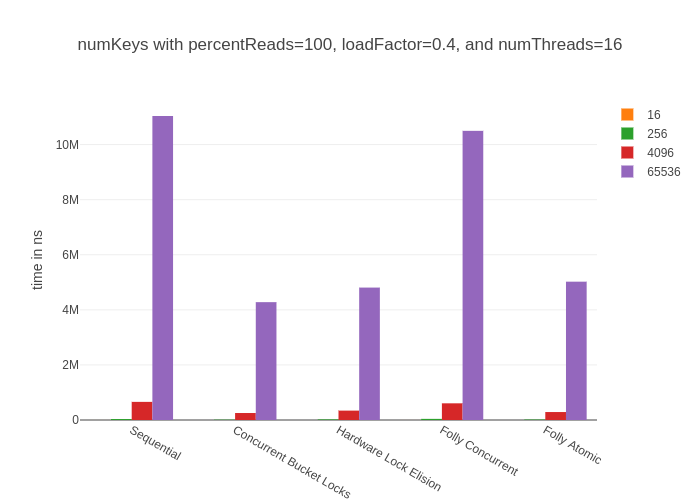 numKeys with percentReads=100, loadFactor=0.4, and numThreads=16
16
256
4096
65536
time in ns
10M
8M
6M
4M
2M
0
Sequential
Concurrent Bucket Locks
Hardware Lock Elision
Folly Concurrent
Folly Atomic